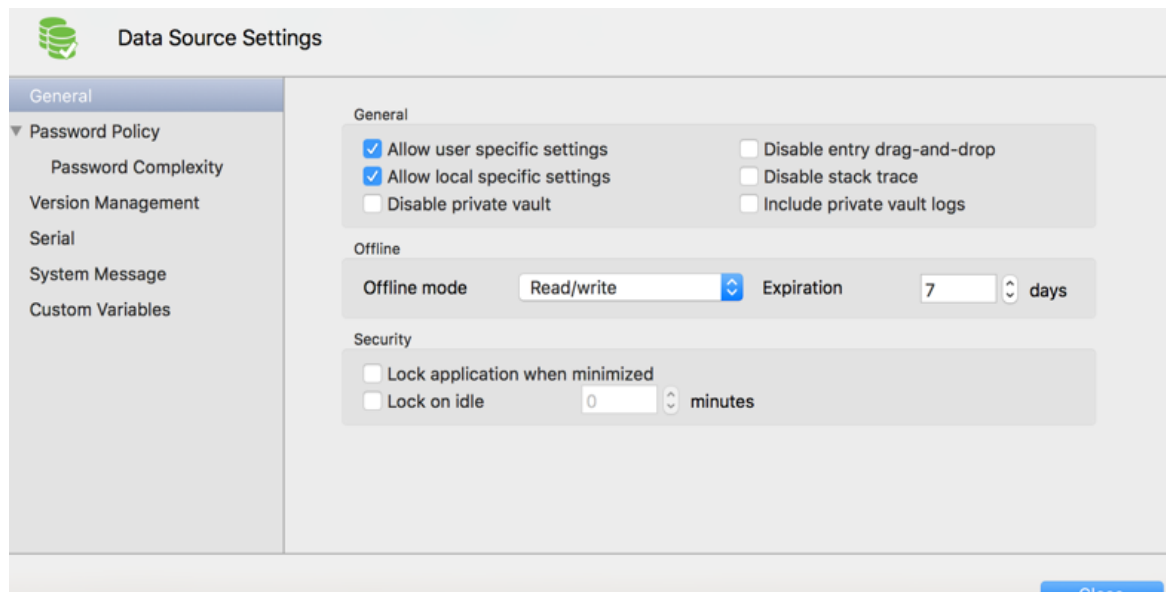 Data Source Settings
General
Password Policy
Password Complexity
Version Management
Serial
System Message
Custom Variables
General
Allow user specific settings
Disable entry drag-and-drop
Allow local specific settings
Disable stack trace
Disable private vault
Include private vault logs
Offline
Offline mode Read/write Expiration 7 days
Security
Lock application when minimized
Lock on idle 0 minutes
Close